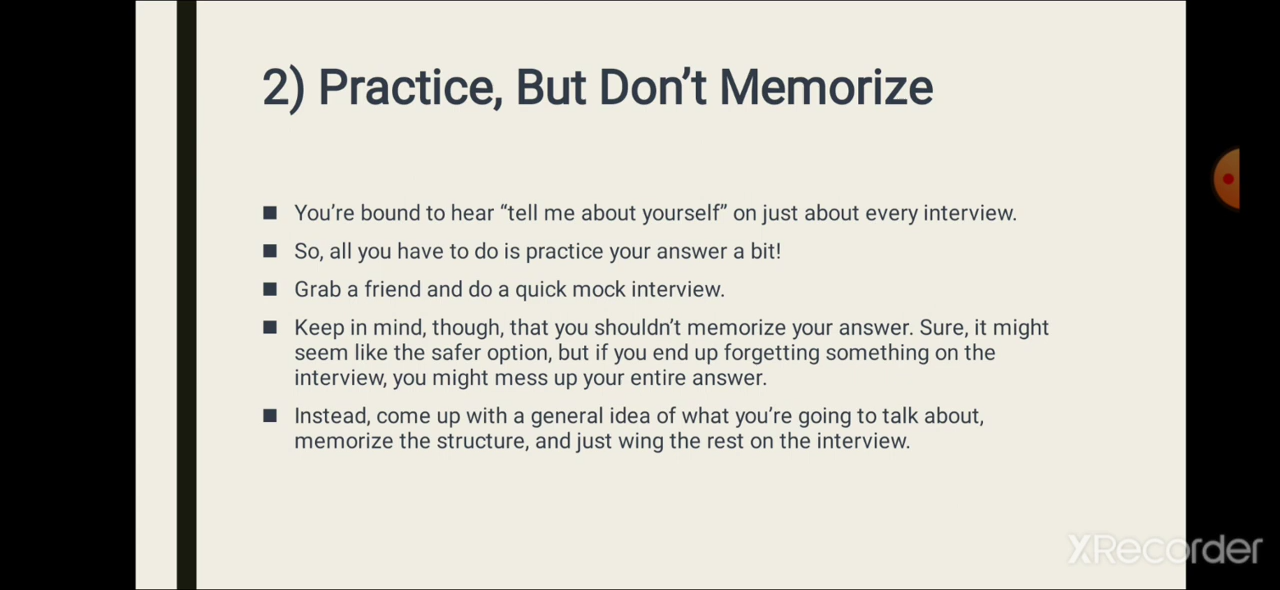 2) Practice, But Don’t Memorize
■ You’re bound to hear “tell me about yourself” on just about every interview.
■ So, all you have to do is practice your answer a bit!
■ Grab a friend and do a quick mock interview.
■ Keep in mind, though, that you shouldn’t memorize your answer. Sure, it might
seem like the safer option, but if you end up forgetting something on the
interview, you might mess up your entire answer.
■ Instead, come up with a general idea of what you’re going to talk about,
memorize the structure, and just wing the rest on the interview.
XRecorder